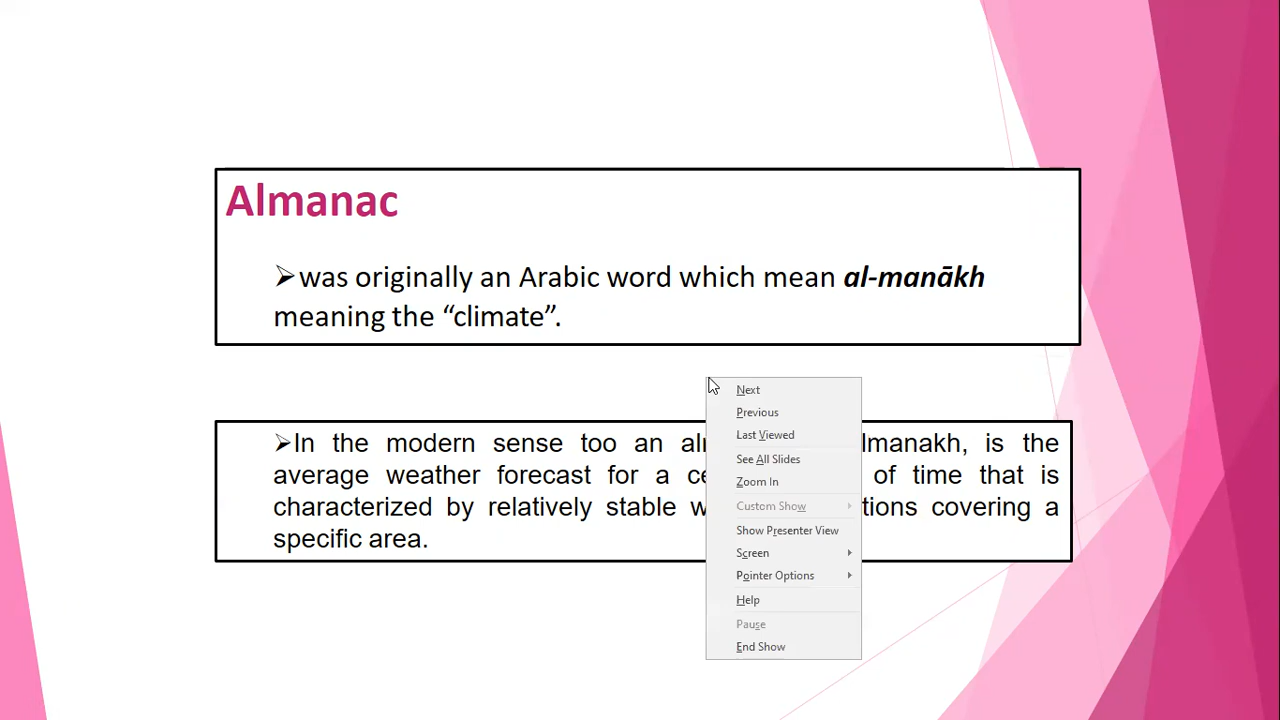 Almanac
➢was originally an Arabic word which mean al-manākh
meaning the “climate”.
➢In the modern sense too an lmanakh, is the
average weather forecast for a of time that is
characterized by relatively stable covering a
specific area.
Next
Previous
Last Viewed
See All Slides
Zoom In
Custom Show
Show Presenter View
Screen
Pointer Options
Help
Pause
End Show